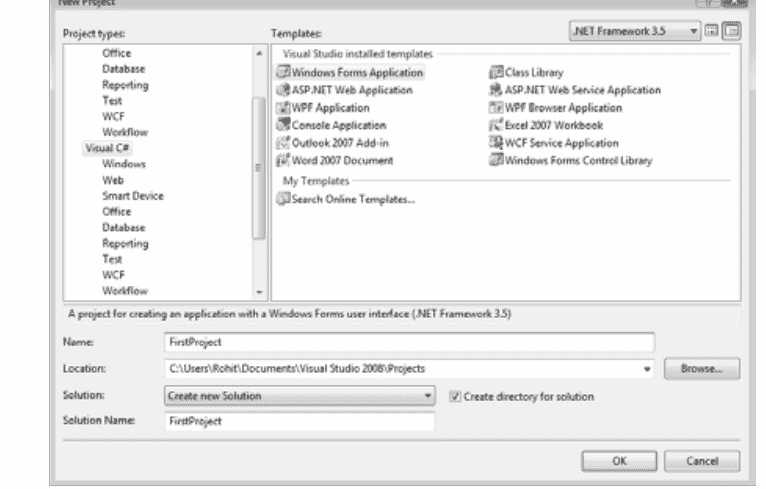 New Project
Project types:
Templates:
.NET Framework 3.5
Office
Database
Reporting
Test
WCF
Workflow
Visual C#
Windows
Web
Smart Device
Office
Database
Reporting
Test
WCF
Workflow
Visual Studio installed templates
Windows Forms Application
Class Library
ASP.NET Web Application
ASP.NET Web Service Application
WPF Application
WPF Browser Application
Console Application
Excel 2007 Workbook
Outlook 2007 Add-in
WCF Service Application
Word 2007 Document
Windows Forms Control Library
My Templates
Search Online Templates...
A project for creating an application with a Windows Forms user interface (.NET Framework 3.5)
Name: FirstProject
Location: C:\Users\Rohit\Documents\Visual Studio 2008\Projects Browse...
Solution: Create new Solution Create directory for solution
Solution Name: FirstProject
OK Cancel